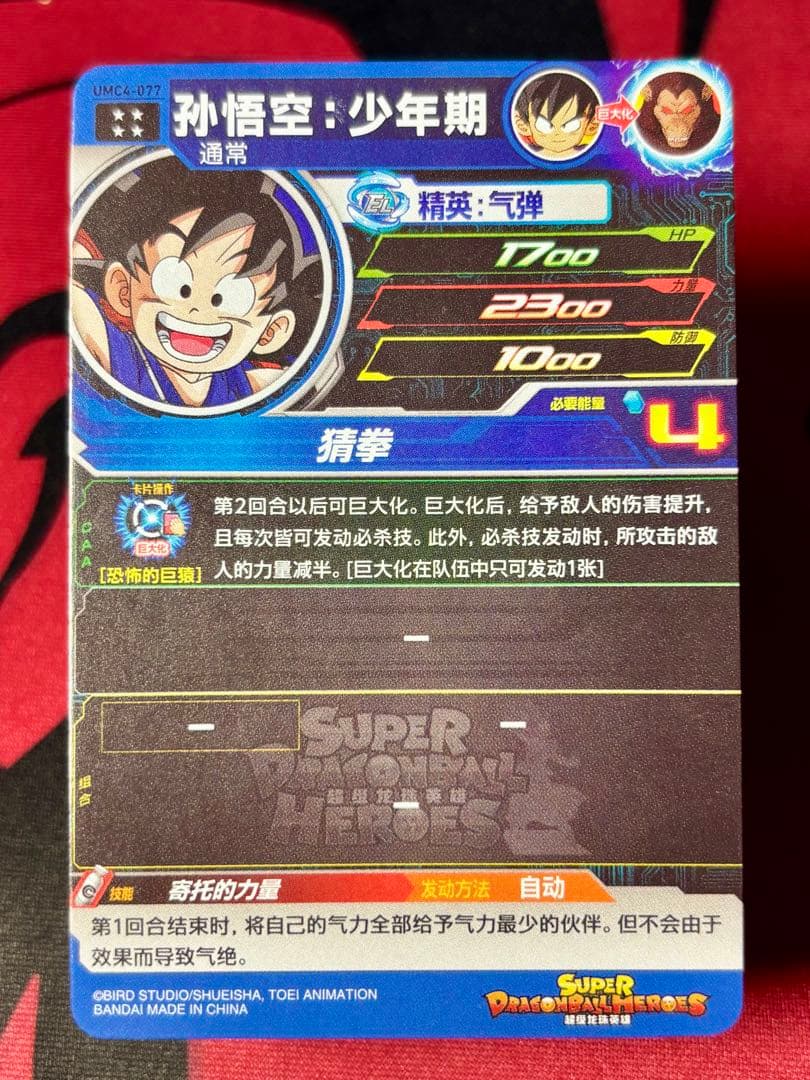 UMC4-077
孙悟空:少年期
通常
巨大化
EL 精英:气弹
HP
1700
力量
2300
防御
1000
必要能量 4
猜拳
卡片操作
巨大化
[恐怖的巨猿]
CAA
第2回合以后可巨大化。巨大化后，给予敌人的伤害提升，
且每次皆可发动必杀技。此外，必杀技发动时，所攻击的敌
人的力量减半。[巨大化在队伍中只可发动1张]
—
— —
—
组合
SUPER
DRAGONBALL
超级龙珠英雄
HEROES
技能 寄托的力量 发动方法 自动
第1回合结束时，将自己的气力全部给予气力最少的伙伴。但不会由于
效果而导致气绝。
©BIRD STUDIO/SHUEISHA, TOEI ANIMATION
BANDAI MADE IN CHINA
SUPER
DRAGONBALL HEROES
超级龙珠英雄